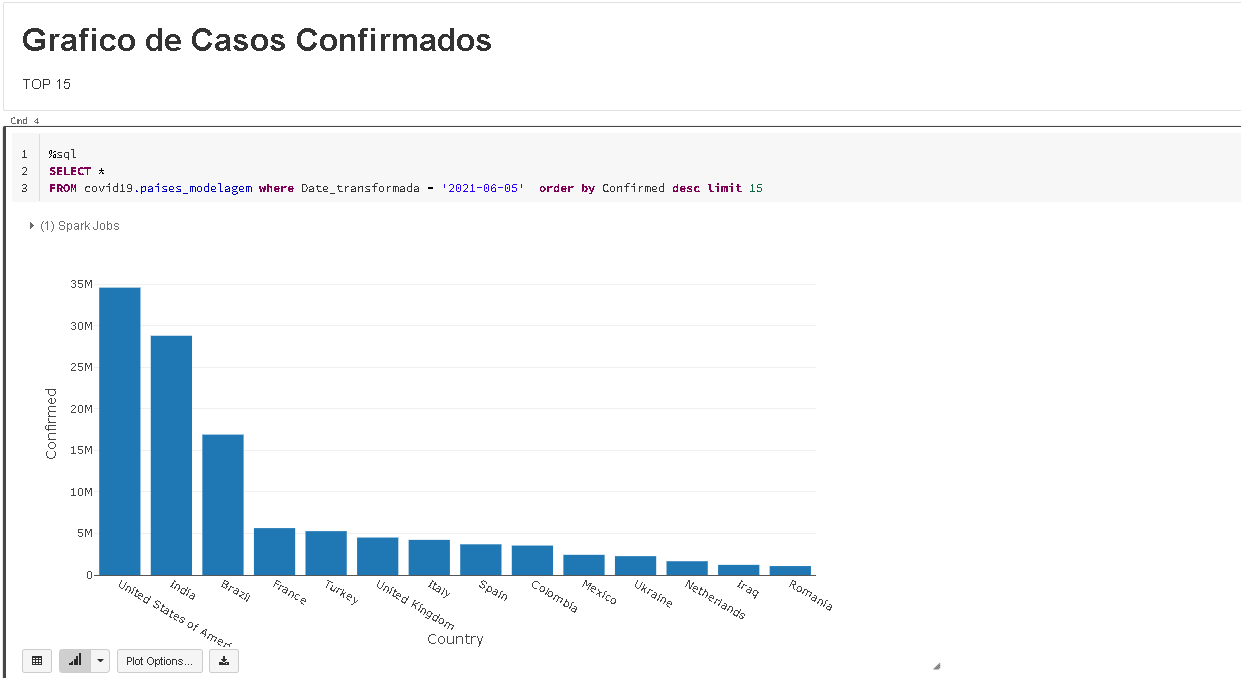 Grafico de Casos Confirmados
TOP 15
Cmd 4
1 %sql
2 SELECT *
3 FROM covid19.paises_modelagem where Date_transformada = '2021-06-05' order by Confirmed desc limit 15
(1) Spark Jobs
35M
30M
25M
20M
15M
10M
5M
0
Confirmed
United States of Ameri
India
Brazil
France
Turkey
United Kingdom
Italy
Spain
Colombia
Mexico
Ukraine
Netherlands
Iraq
Romania
Country
Plot Options...